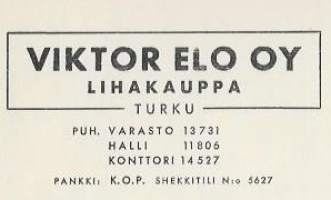 VIKTOR ELO OY
LIHAKAUPPA
TURKU
PUH. VARASTO 13731
HALLI 11806
KONTTORI 14527
PANKKI: K.O.P. SHEKKITILI N:o 5627